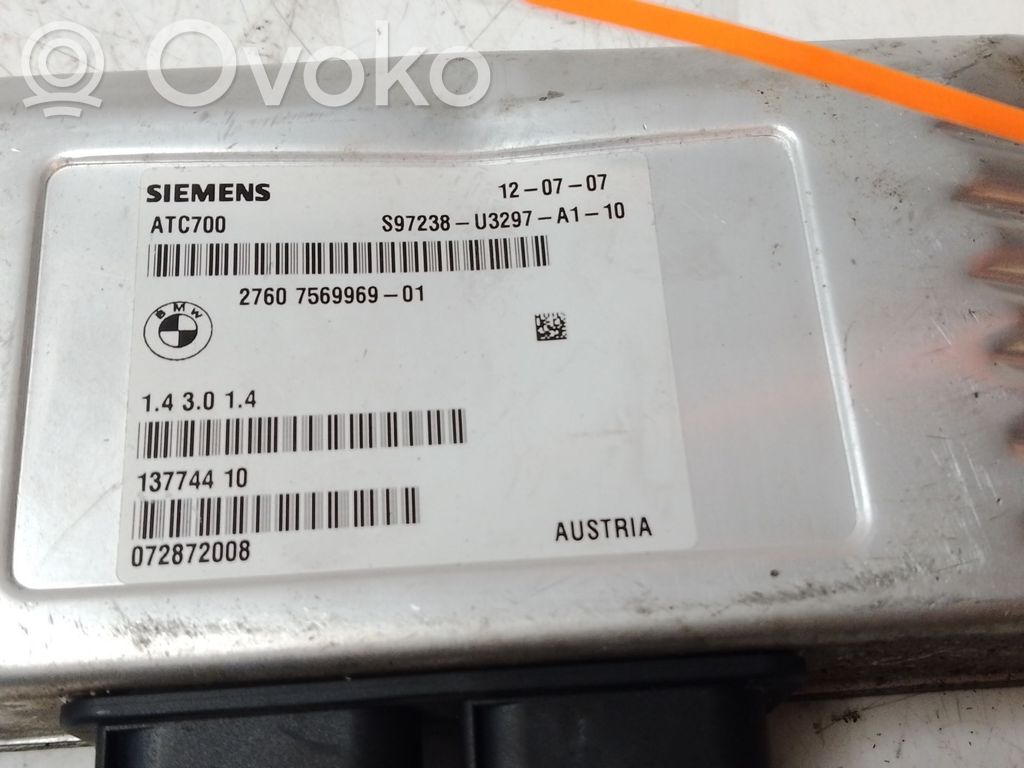 Ovoko
SIEMENS 12-07-07
ATC700 S97238-U3297-A1-10
2760 7569969-01
BMW
1.4 3.0 1.4
137744 10
072872008
AUSTRIA